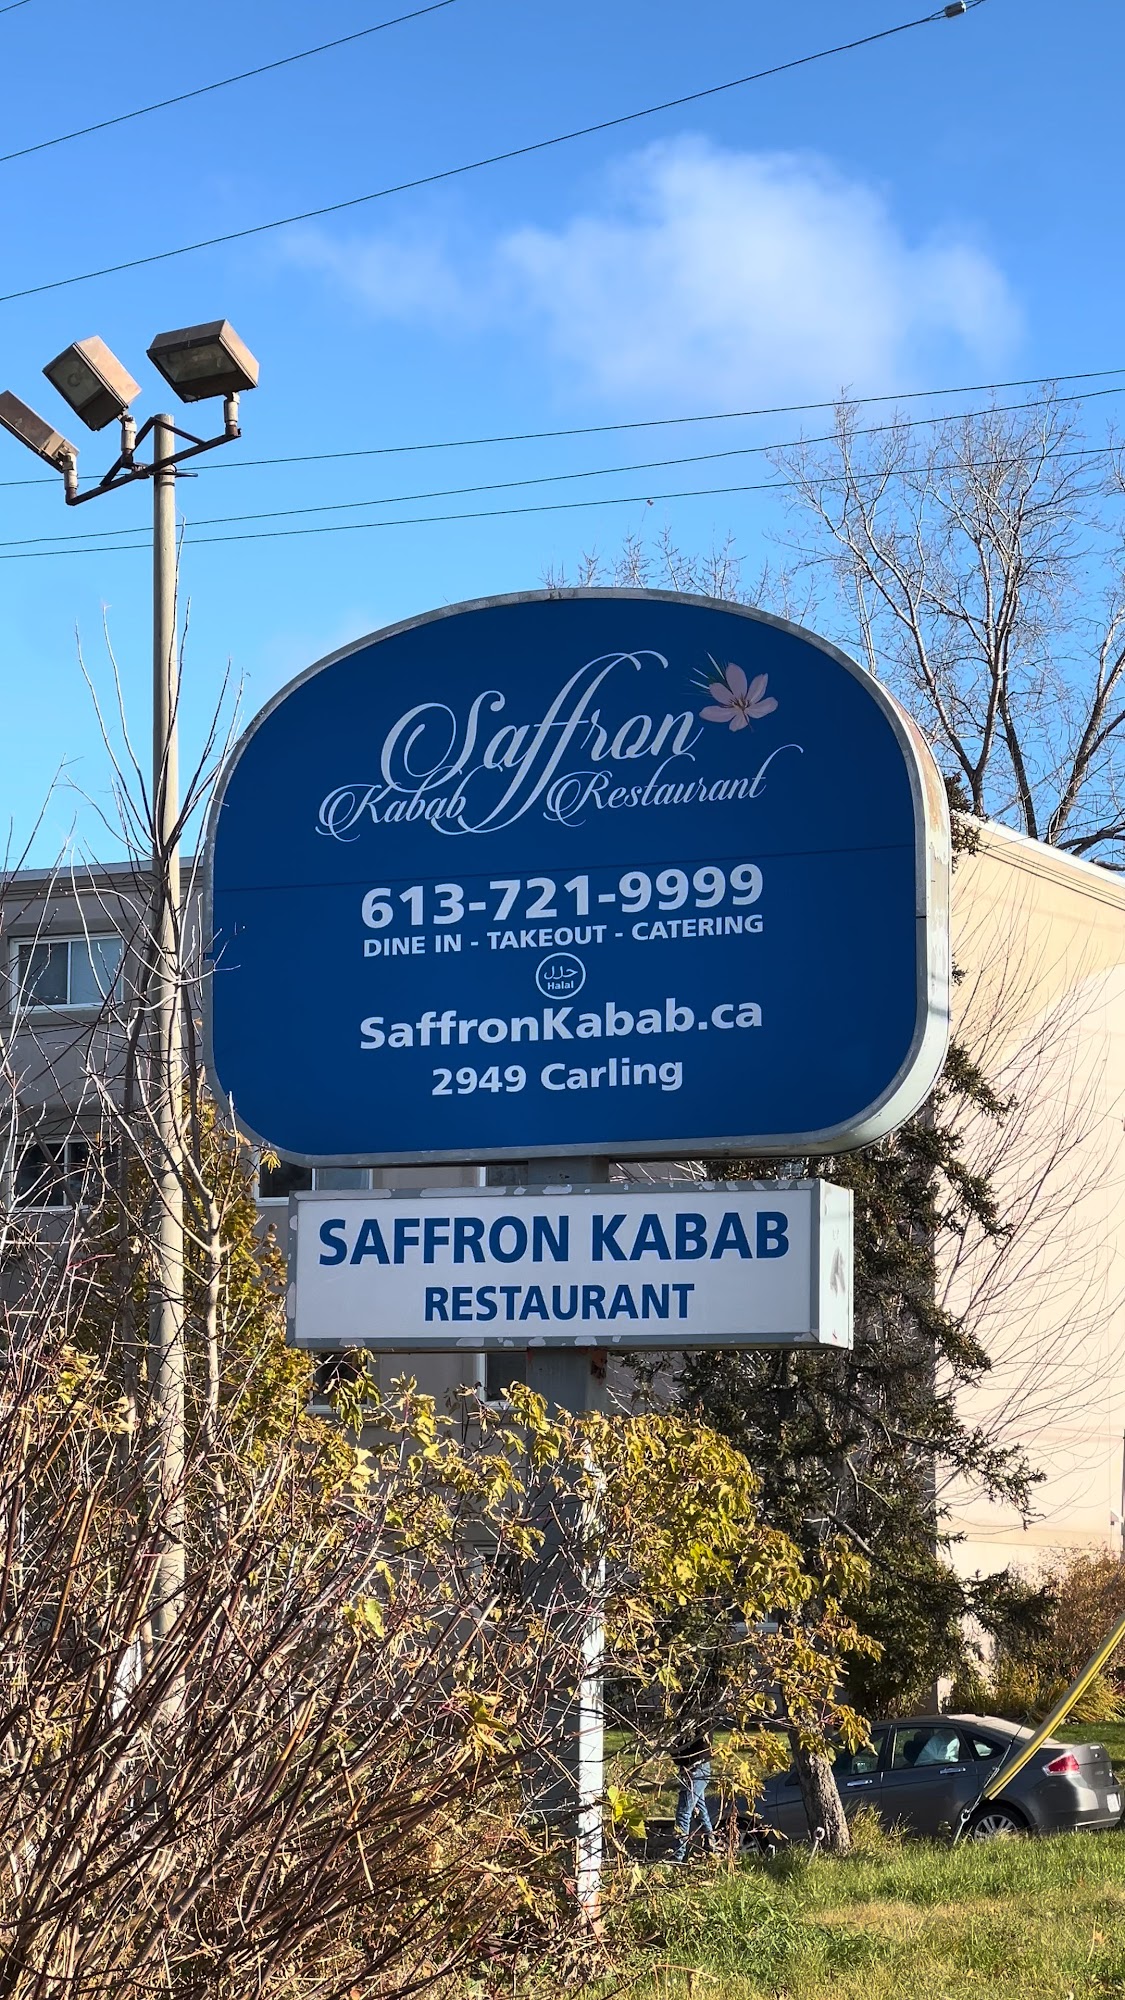 Saffron
Kabab Restaurant
613-721-9999
DINE IN - TAKEOUT - CATERING
حلال
Halal
SaffronKabab.ca
2949 Carling
SAFFRON KABAB
RESTAURANT